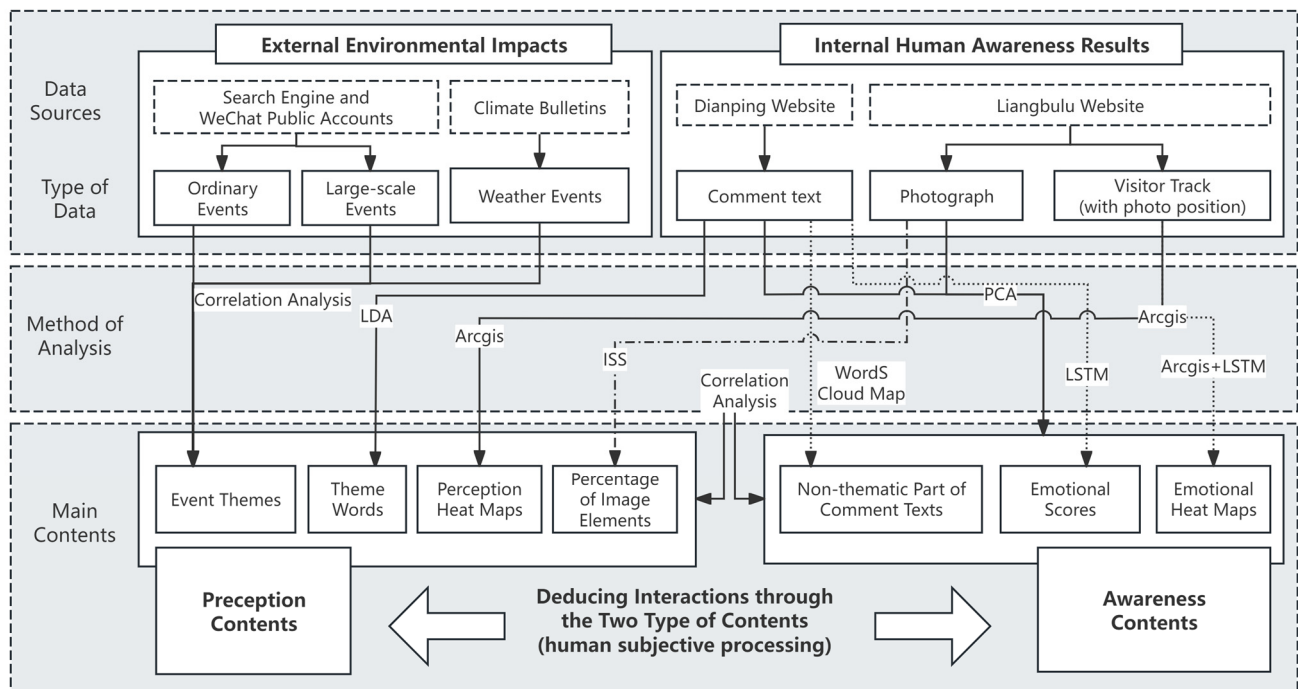 External Environmental Impacts
Internal Human Awareness Results
Data
Sources
Search Engine and
WeChat Public Accounts
Climate Bulletins
Dianping Website
Liangbulu Website
Type of
Data
Ordinary
Events
Large-scale
Events
Weather Events
Comment text
Photograph
Visitor Track
(with photo position)
Method of
Analysis
Correlation Analysis
LDA
Arcgis
ISS
Correlation
Analysis
WordS
Cloud Map
PCA
LSTM
Arcgis
Arcgis+LSTM
Main
Contents
Event Themes
Theme
Words
Perception
Heat Maps
Percentage
of Image
Elements
Non-thematic Part of
Comment Texts
Emotional
Scores
Emotional
Heat Maps
Preception
Contents
Deducing Interactions through
the Two Type of Contents
(human subjective processing)
Awareness
Contents